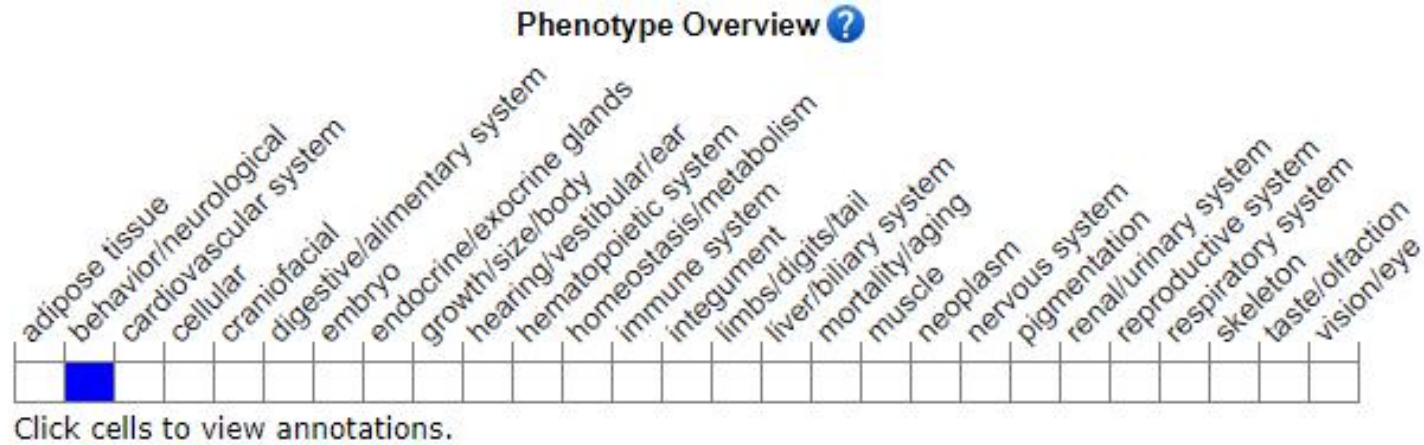 Phenotype Overview ?
adipose tissue
behavior/neurological
cardiovascular system
cellular
craniofacial
digestive/alimentary system
embryo
endocrine/exocrine glands
growth/size/body
hearing/vestibular/ear
hematopoietic system
homeostasis/metabolism
immune system
integument
limbs/digits/tail
liver/biliary system
mortality/aging
muscle
neoplasm
nervous system
pigmentation
renal/urinary system
reproductive system
respiratory system
skeleton
taste/olfaction
vision/eye
Click cells to view annotations.